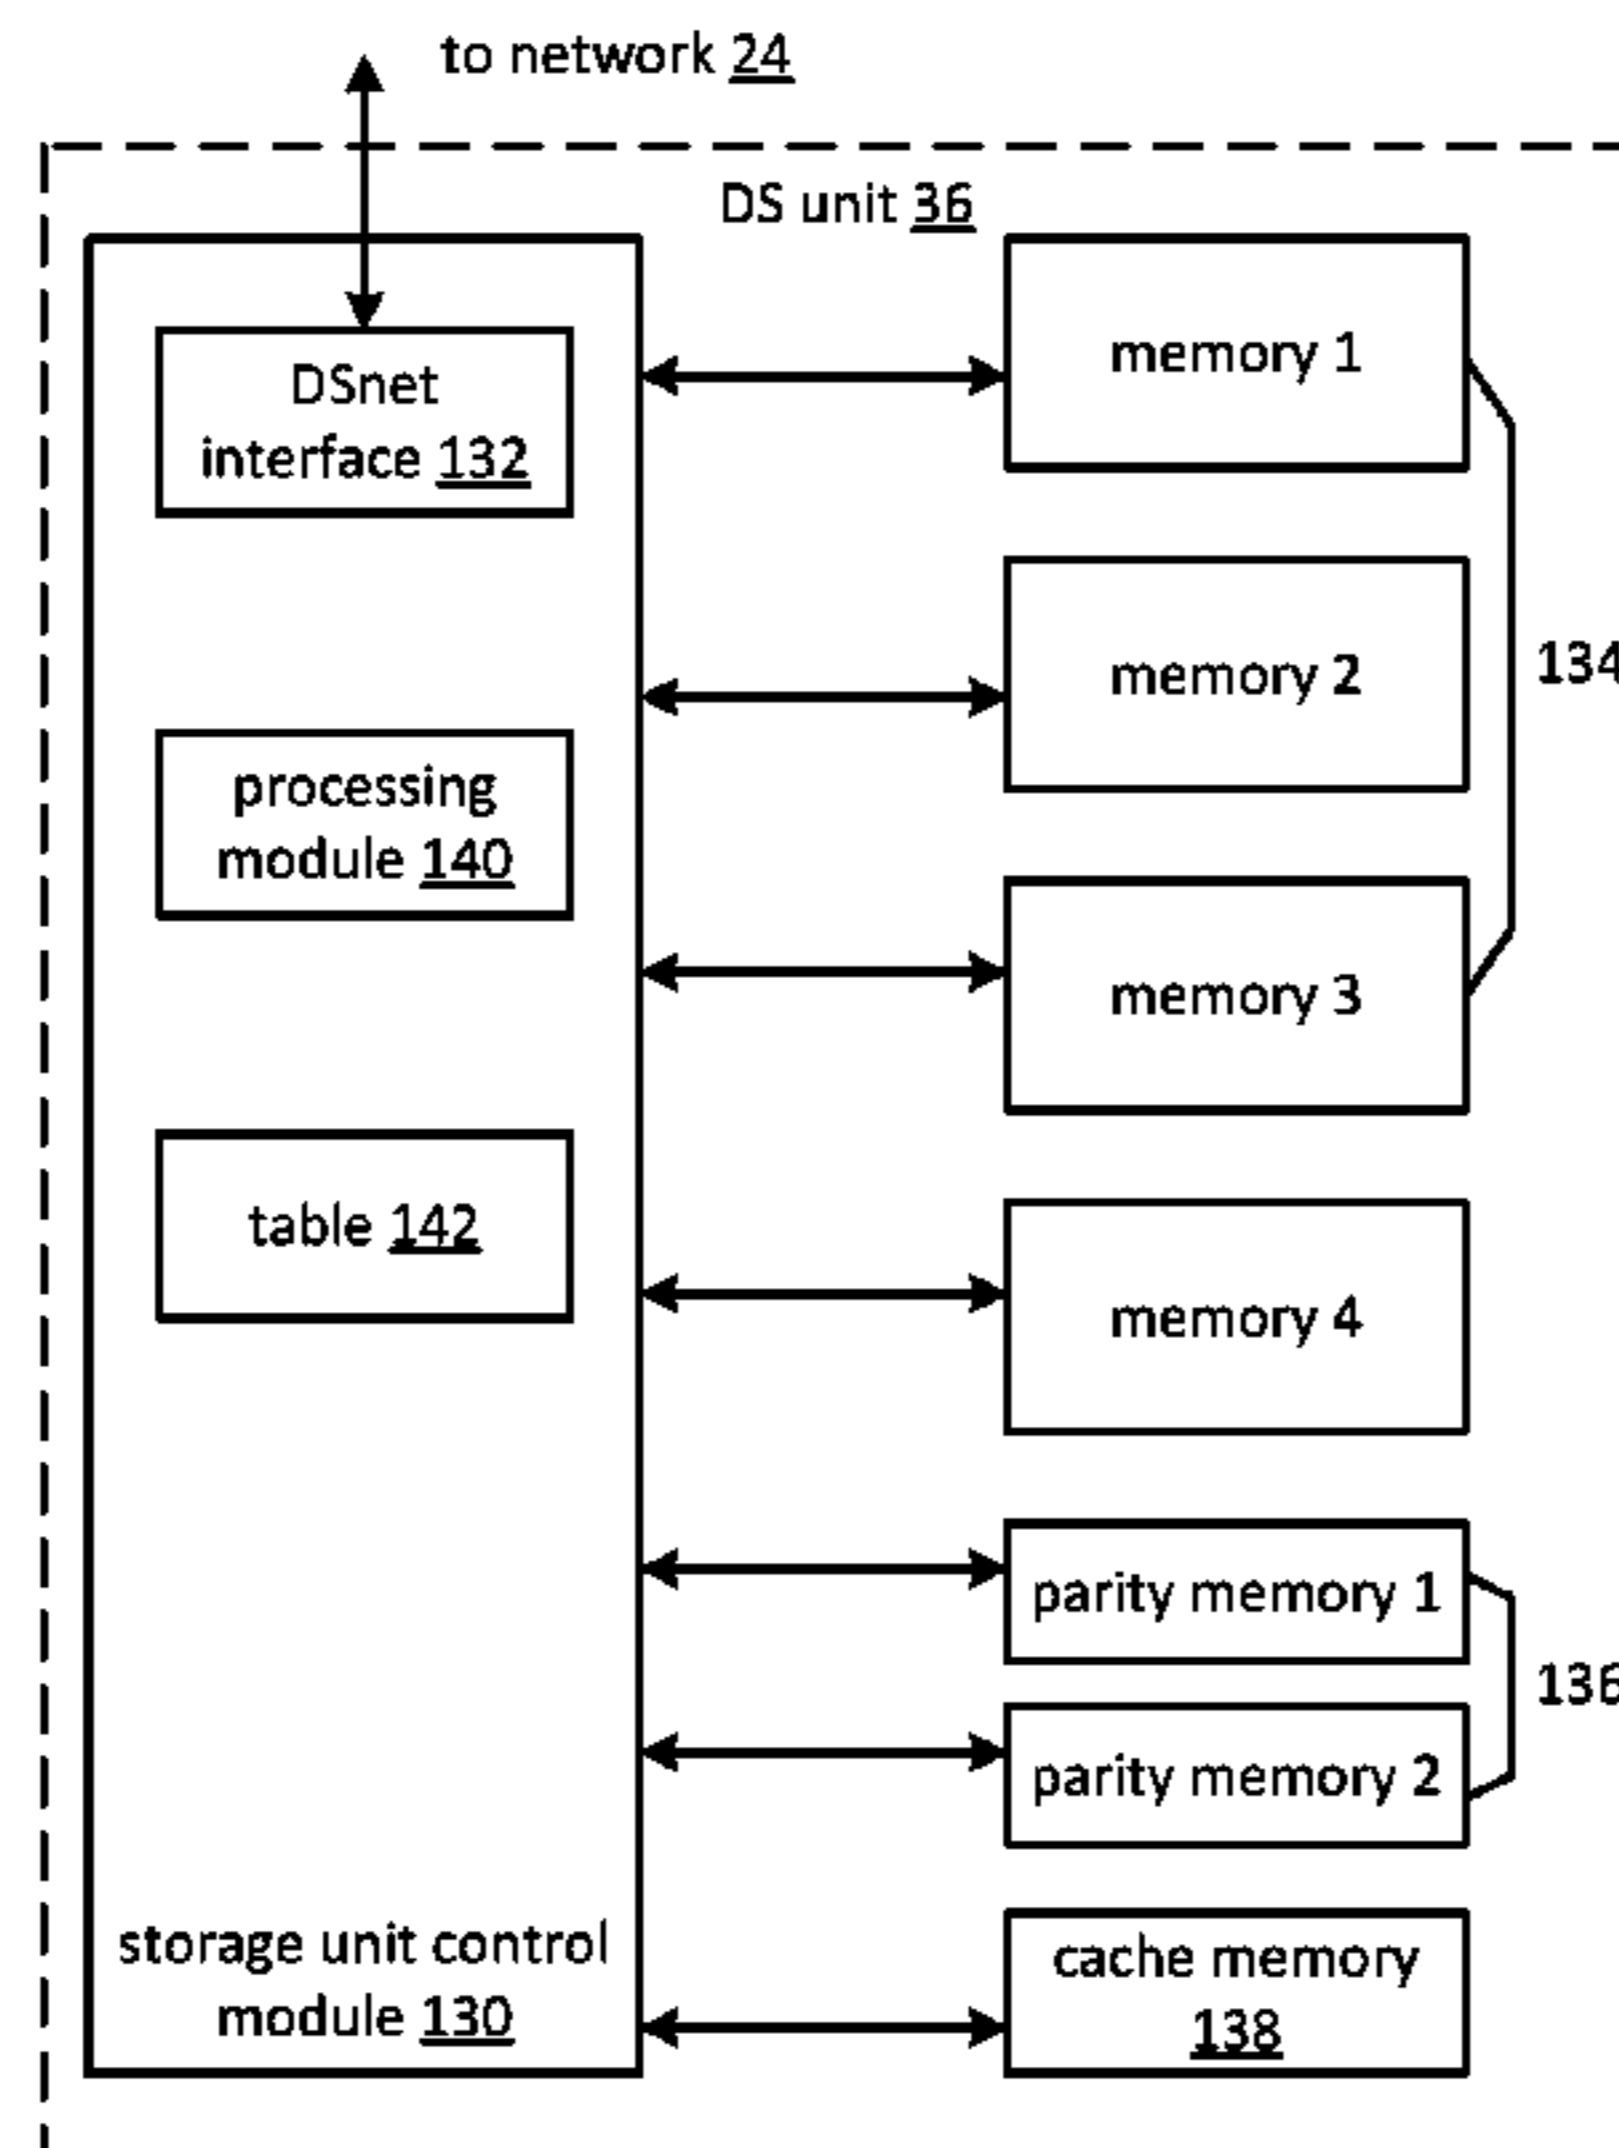 to network 24
DS unit 36
DSnet
interface 132
processing
module 140
table 142
storage unit control
module 130
memory 1
memory 2
memory 3
134
memory 4
parity memory 1
parity memory 2
136
cache memory
138